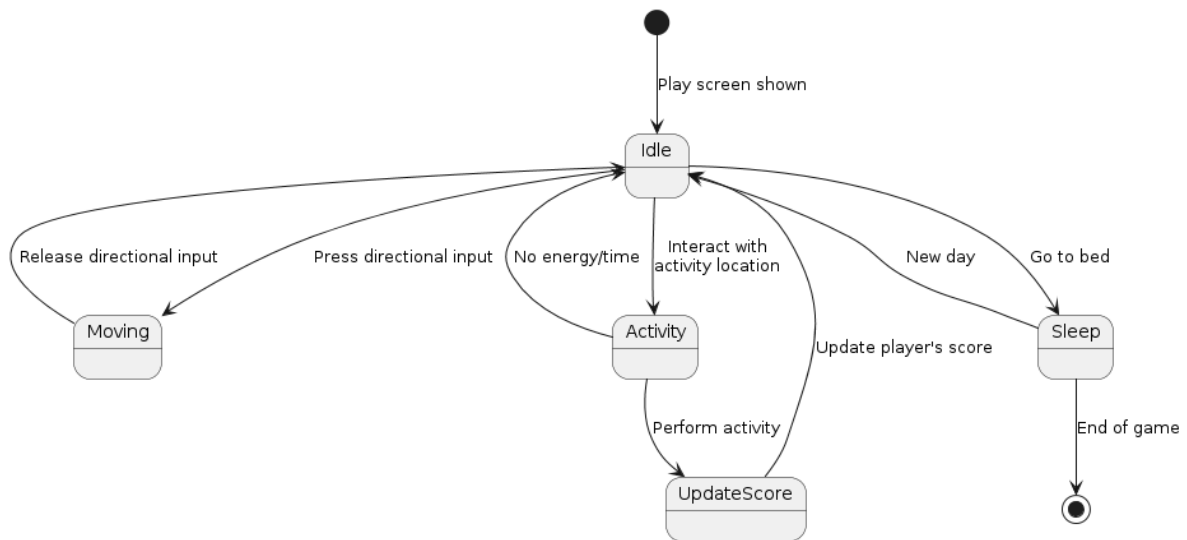 Play screen shown
Idle
Release directional input
Press directional input
No energy/time
Interact with
activity location
New day
Go to bed
Moving
Activity
Sleep
Update player's score
Perform activity
End of game
UpdateScore